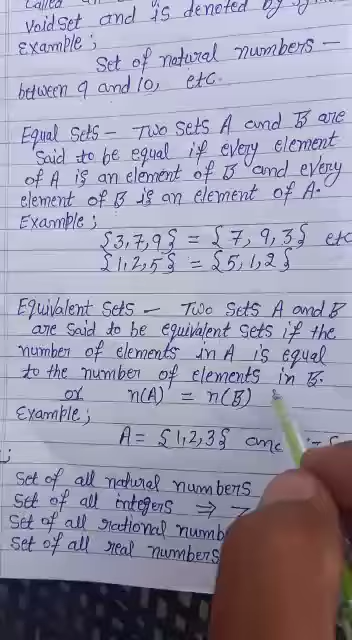 void set and is denoted by
Example;
Set of natural numbers –
between 9 and 10, etc.
Equal sets – Two sets A and B are
said to be equal if every element
of A is an element of B and every
element of B is an element of A.
Example;
{3,7,9} = {7,9,3} etc
{1,2,5} = {5,1,2}
Equivalent sets – Two sets A and B
are said to be equivalent sets if the
number of elements in A is equal
to the number of elements in B.
or n(A) = n(B)
Example;
A = {1,2,3} and
Set of all natural numbers
Set of all integers ⇒
Set of all rational numb
Set of all real numbers